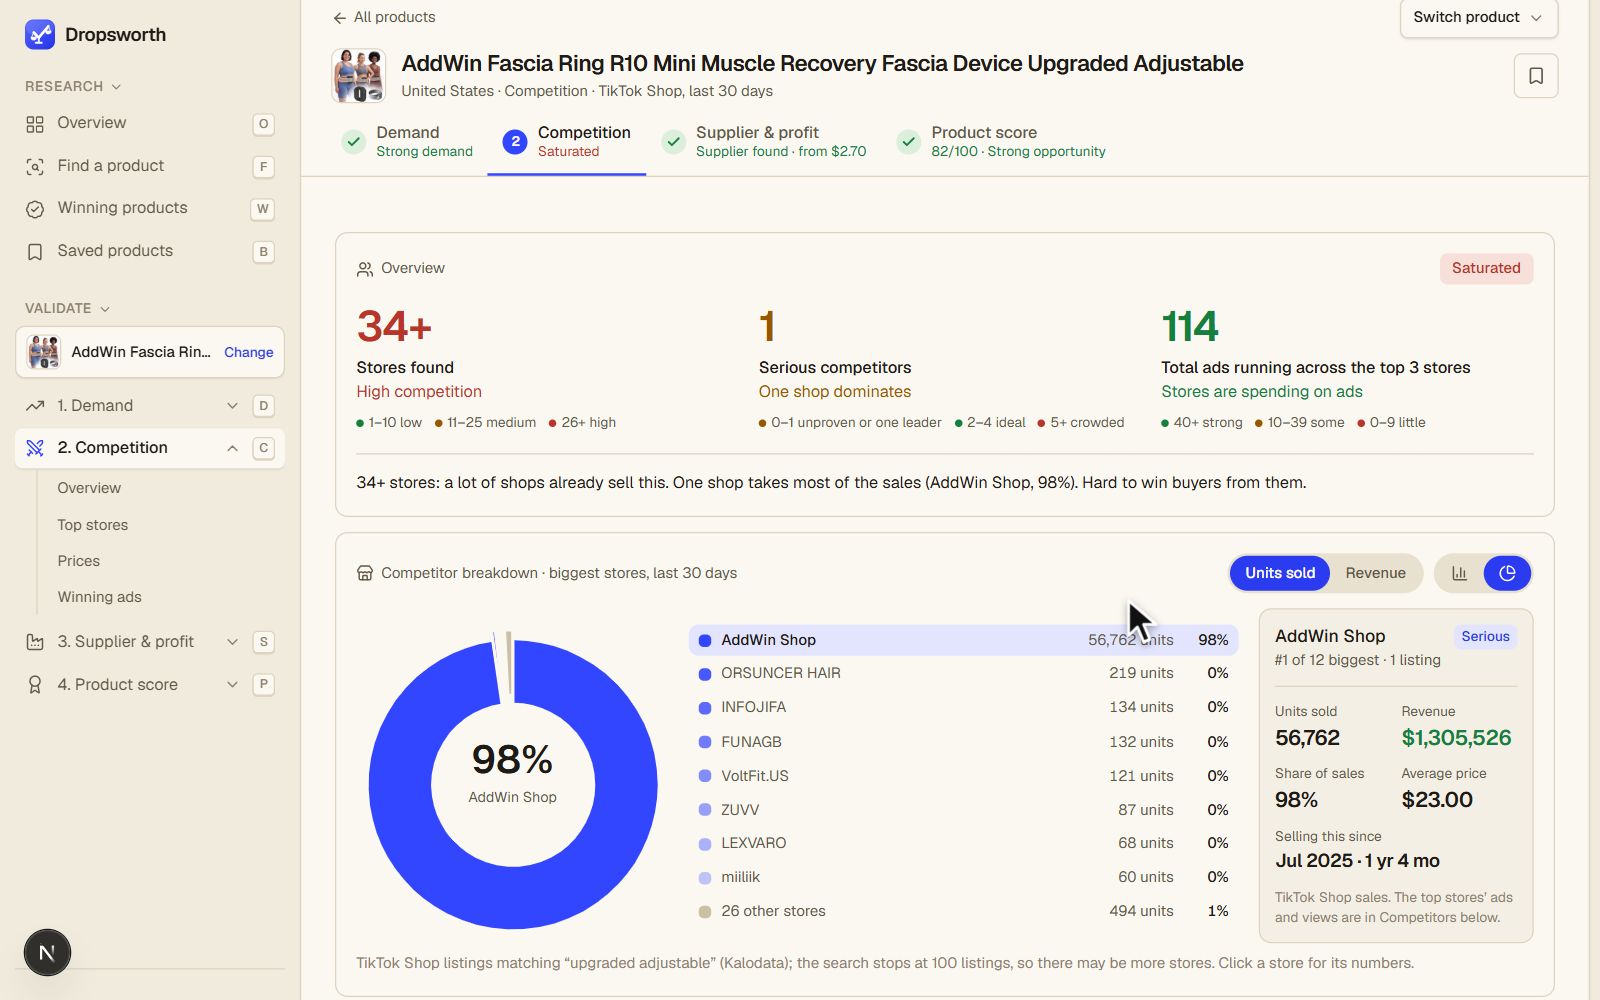 Dropsworth
RESEARCH
Overview O
Find a product F
Winning products W
Saved products B
VALIDATE
AddWin Fascia Rin... Change
1. Demand D
2. Competition C
Overview
Top stores
Prices
Winning ads
3. Supplier & profit S
4. Product score P
N
All products
Switch product
AddWin Fascia Ring R10 Mini Muscle Recovery Fascia Device Upgraded Adjustable
United States · Competition · TikTok Shop, last 30 days
Demand
Strong demand
2 Competition
Saturated
Supplier & profit
Supplier found · from $2.70
Product score
82/100 · Strong opportunity
Overview
Saturated
34+
Stores found
High competition
1–10 low 11–25 medium 26+ high
1
Serious competitors
One shop dominates
0–1 unproven or one leader 2–4 ideal 5+ crowded
114
Total ads running across the top 3 stores
Stores are spending on ads
40+ strong 10–39 some 0–9 little
34+ stores: a lot of shops already sell this. One shop takes most of the sales (AddWin Shop, 98%). Hard to win buyers from them.
Competitor breakdown · biggest stores, last 30 days
Units sold Revenue
98%
AddWin Shop
AddWin Shop 56,762 units 98%
ORSUNCER HAIR 219 units 0%
INFOJIFA 134 units 0%
FUNAGB 132 units 0%
VoltFit.US 121 units 0%
ZUVV 87 units 0%
LEXVARO 68 units 0%
miiliik 60 units 0%
26 other stores 494 units 1%
AddWin Shop Serious
#1 of 12 biggest · 1 listing
Units sold Revenue
56,762 $1,305,526
Share of sales Average price
98% $23.00
Selling this since
Jul 2025 · 1 yr 4 mo
TikTok Shop sales. The top stores’ ads
and views are in Competitors below.
TikTok Shop listings matching “upgraded adjustable” (Kalodata); the search stops at 100 listings, so there may be more stores. Click a store for its numbers.